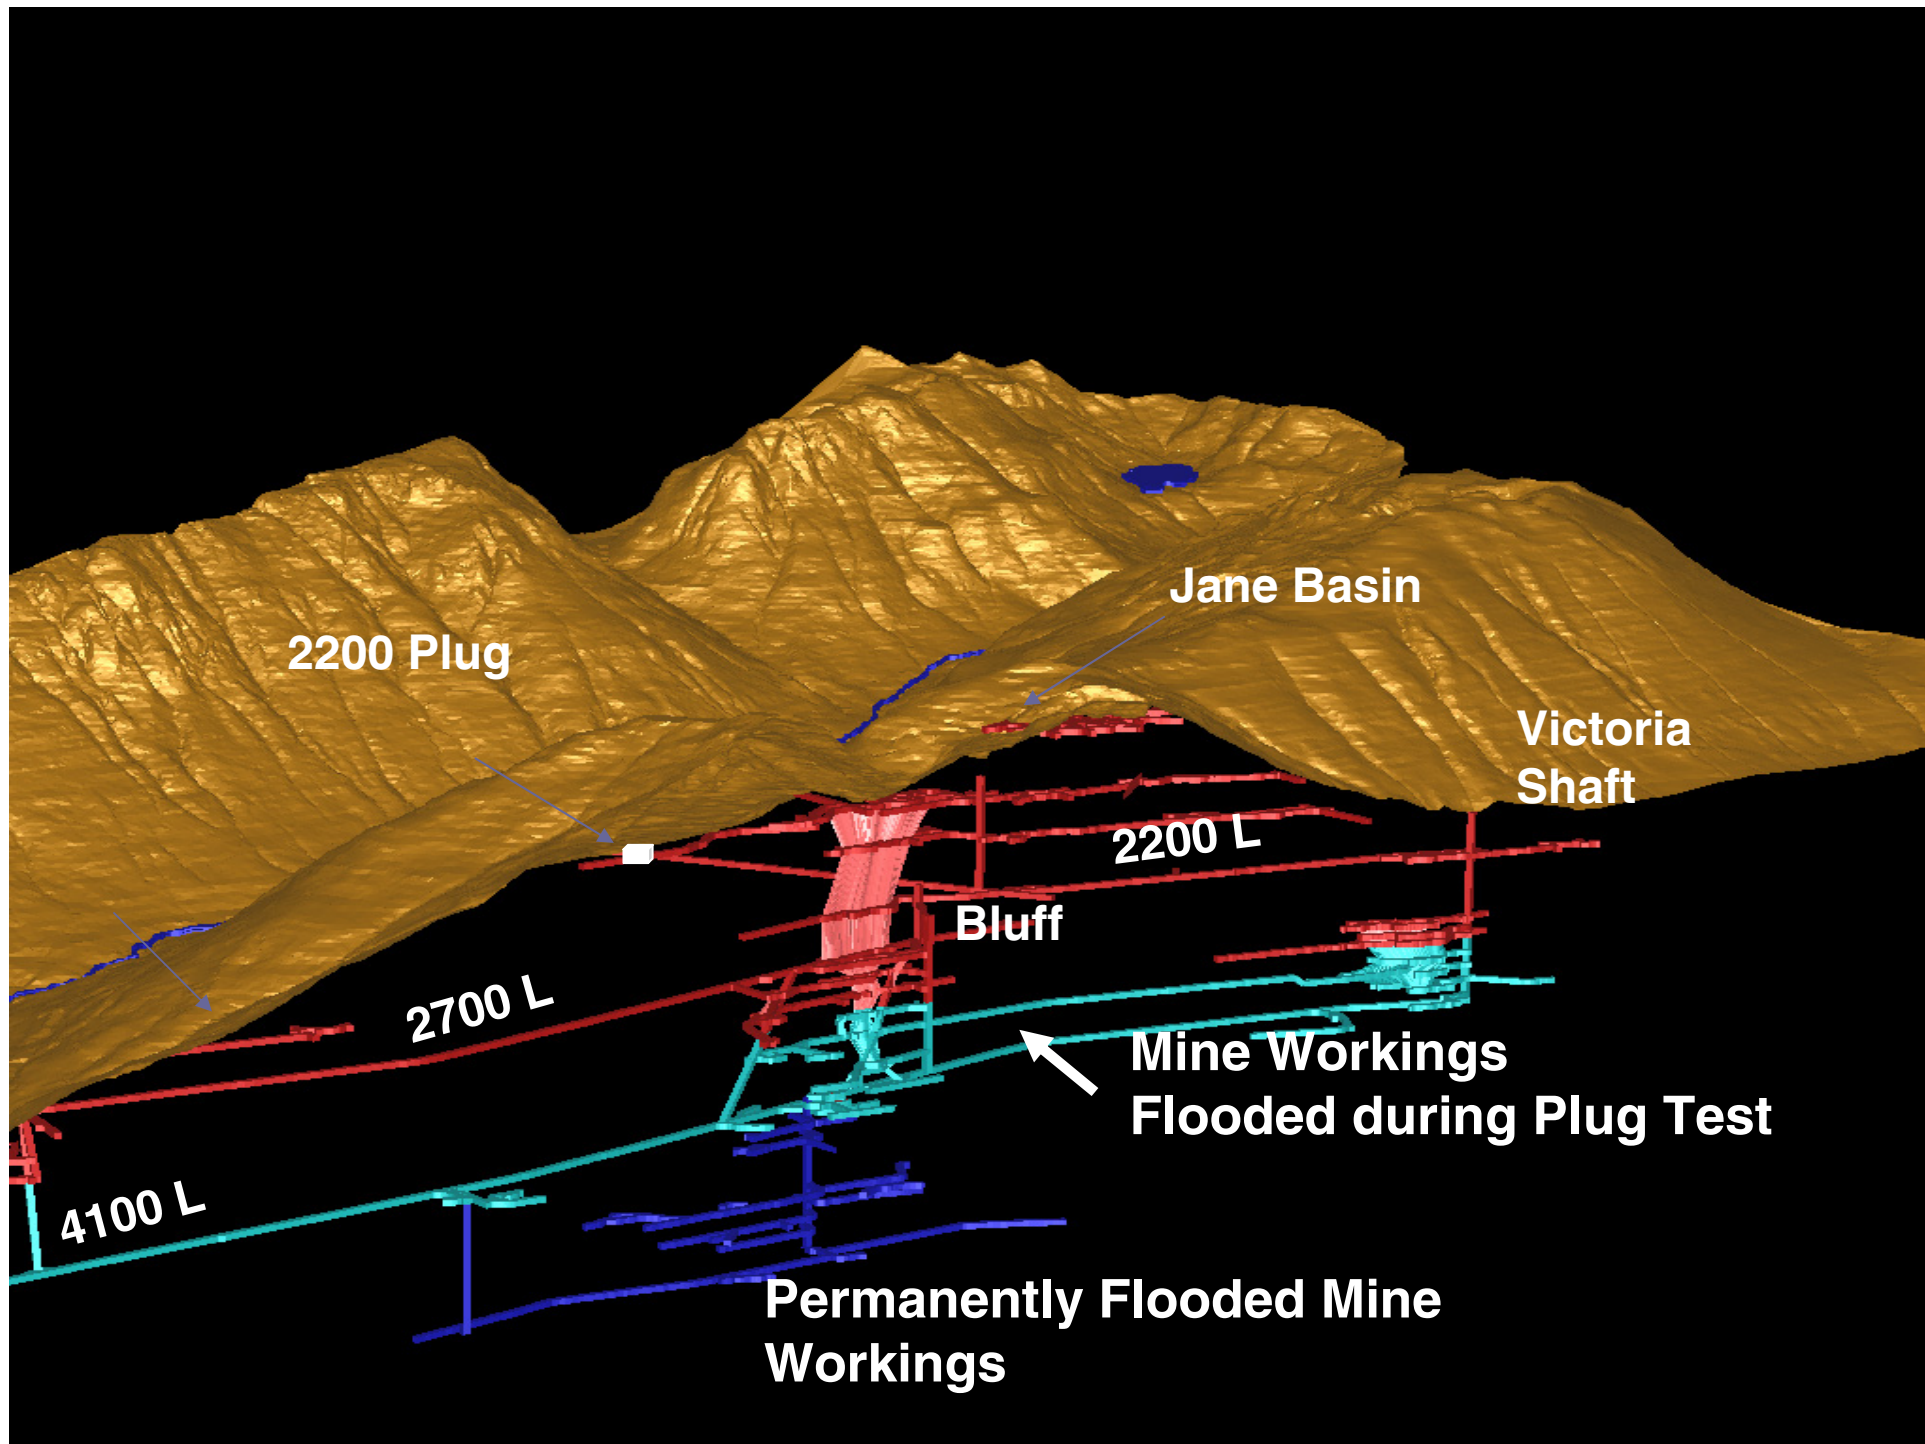 Jane Basin
2200 Plug
Victoria
Shaft
2200 L
Bluff
2700 L
Mine Workings
Flooded during Plug Test
4100 L
Permanently Flooded Mine
Workings